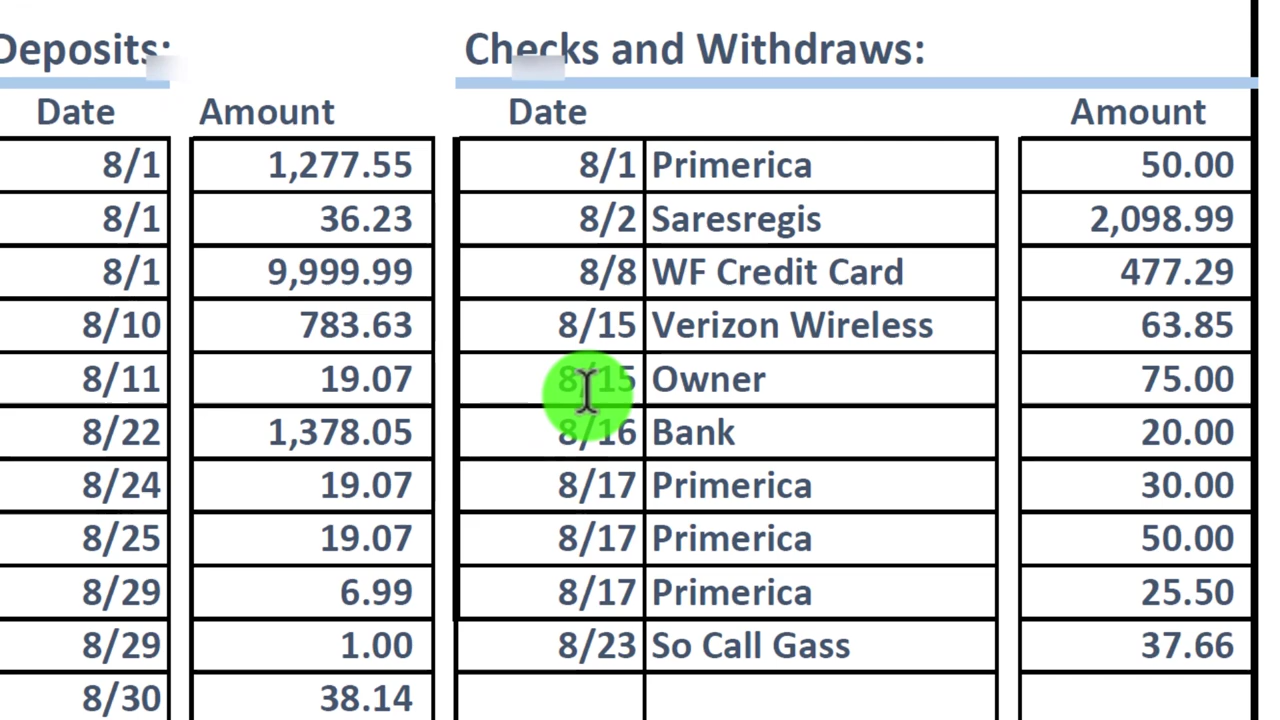 Deposits: Checks and Withdraws:
Date Amount Date Amount
8/1 1,277.55 8/1 Primerica 50.00
8/1 36.23 8/2 Saresregis 2,098.99
8/1 9,999.99 8/8 WF Credit Card 477.29
8/10 783.63 8/15 Verizon Wireless 63.85
8/11 19.07 8/15 Owner 75.00
8/22 1,378.05 8/16 Bank 20.00
8/24 19.07 8/17 Primerica 30.00
8/25 19.07 8/17 Primerica 50.00
8/29 6.99 8/17 Primerica 25.50
8/29 1.00 8/23 So Call Gass 37.66
8/30 38.14